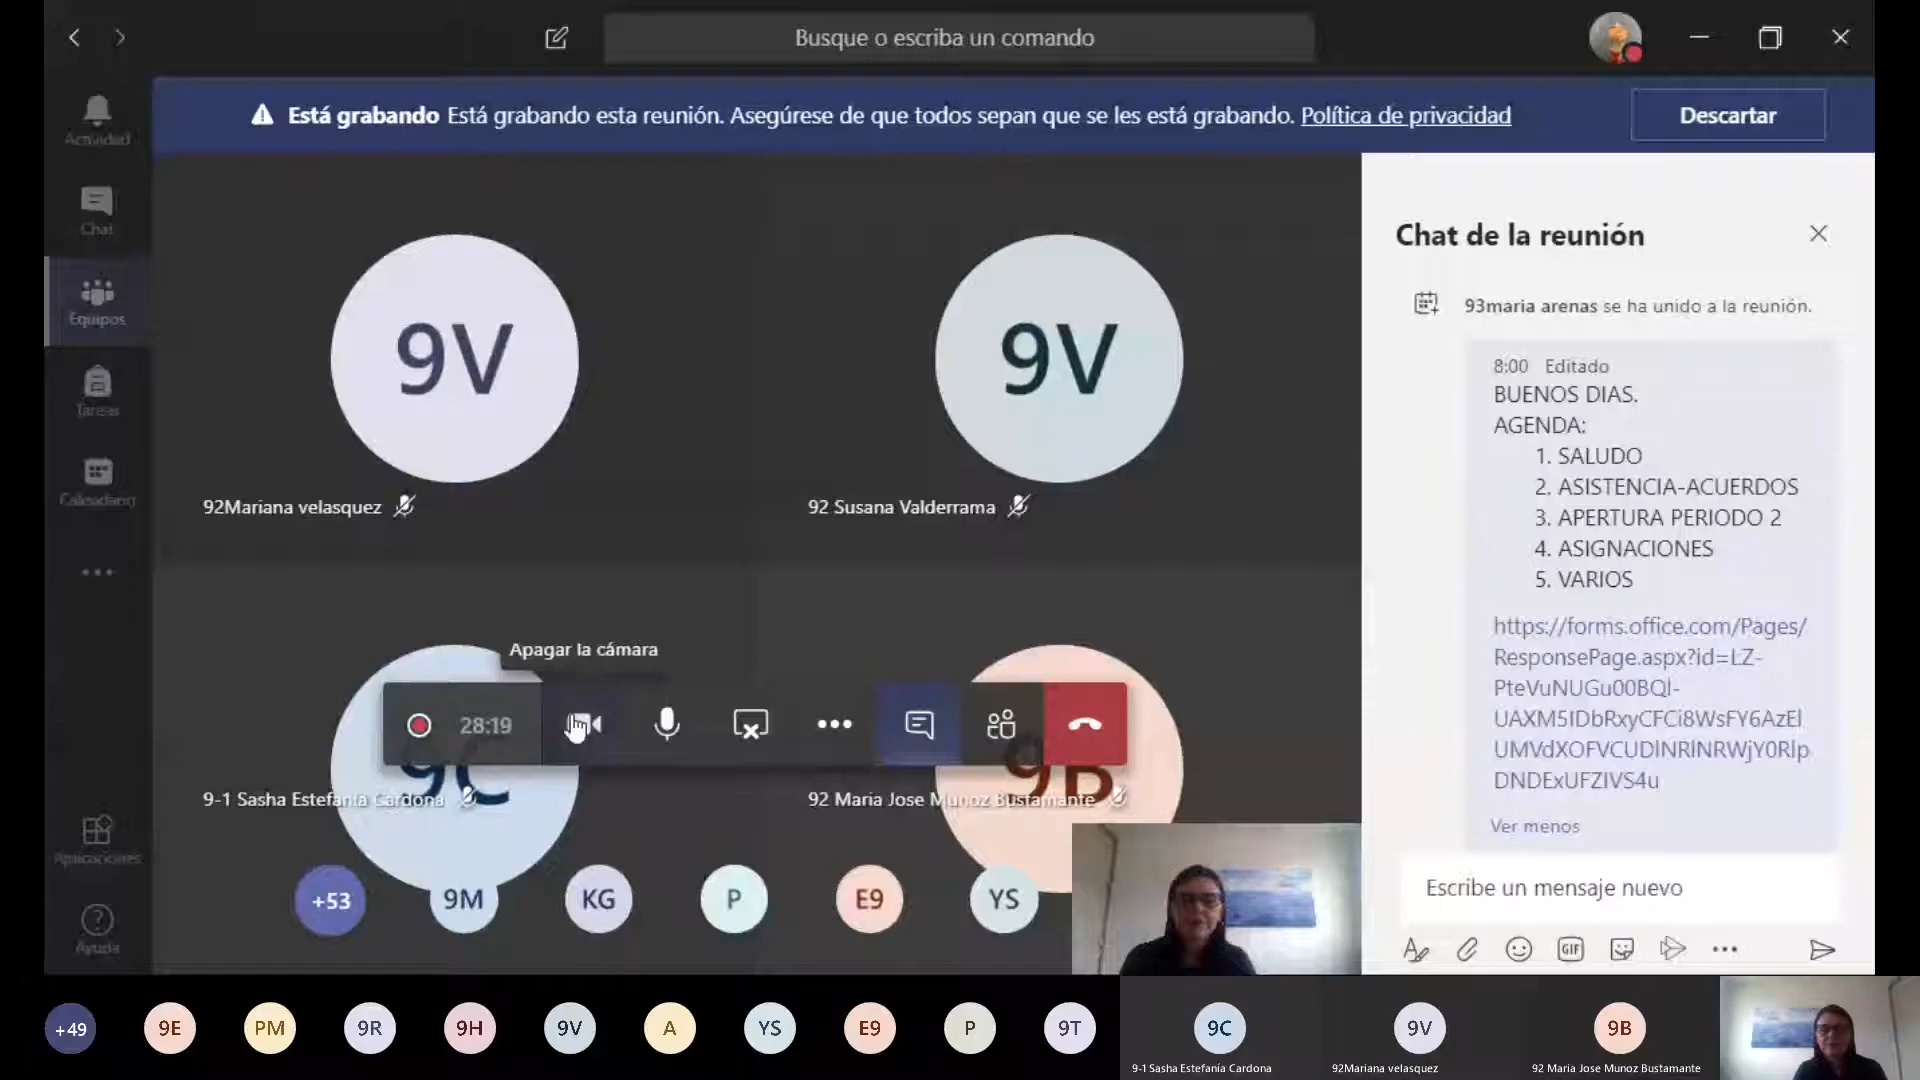 Busque o escriba un comando
Está grabando Está grabando esta reunión. Asegúrese de que todos sepan que se les está grabando. Política de privacidad
Descartar
Actividad
Chat
Equipos
Tareas
Calendario
Aplicaciones
Ayuda
9V
92Mariana velasquez
9V
92 Susana Valderrama
Apagar la cámara
28:19
9C
9-1 Sasha Estefanía Cardona
9B
92 Maria Jose Munoz Bustamante
+53
9M
KG
P
E9
YS
Chat de la reunión
93maria arenas se ha unido a la reunión.
8:00 Editado
BUENOS DIAS.
AGENDA:
1. SALUDO
2. ASISTENCIA-ACUERDOS
3. APERTURA PERIODO 2
4. ASIGNACIONES
5. VARIOS
https://forms.office.com/Pages/
ResponsePage.aspx?id=LZ-
PteVuNUGu00BQl-
UAXM5IDbRxyCFCi8WsFY6AzEl
UMVdXOFVCUDlNRlNRWjY0Rlp
DNDExUFZIVS4u
Ver menos
Escribe un mensaje nuevo
GIF
+49
9E
PM
9R
9H
9V
A
YS
E9
P
9T
9C
9-1 Sasha Estefanía Cardona
9V
92Mariana velasquez
9B
92 Maria Jose Munoz Bustamante